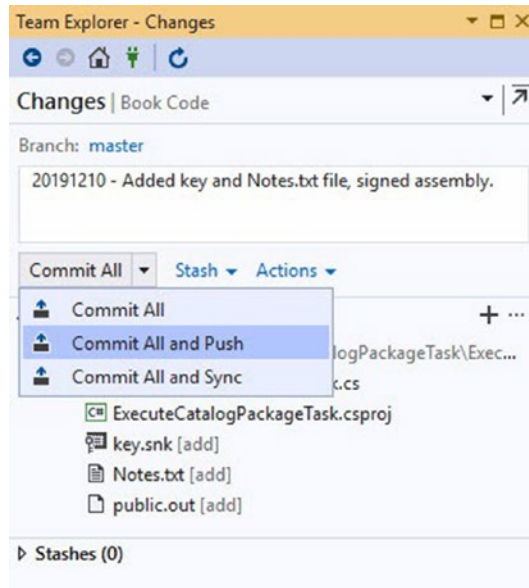 Team Explorer - Changes
Changes | Book Code
Branch: master
20191210 - Added key and Notes.txt file, signed assembly.
Commit All Stash Actions
Commit All
Commit All and Push
logPackageTask\Exec...
Commit All and Sync
.cs
C# ExecuteCatalogPackageTask.csproj
key.snk [add]
Notes.txt [add]
public.out [add]
Stashes (0)